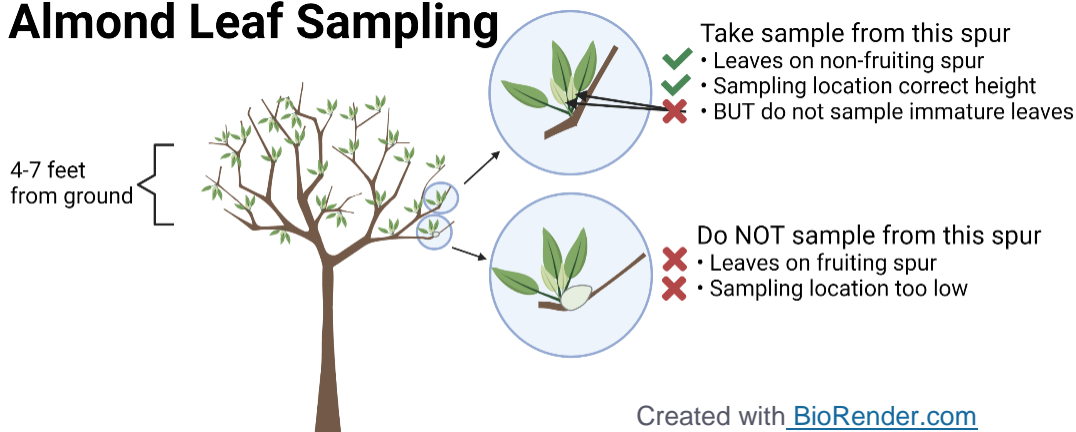 Almond Leaf Sampling
4-7 feet
from ground
Take sample from this spur
• Leaves on non-fruiting spur
• Sampling location correct height
• BUT do not sample immature leaves
Do NOT sample from this spur
• Leaves on fruiting spur
• Sampling location too low
Created with BioRender.com